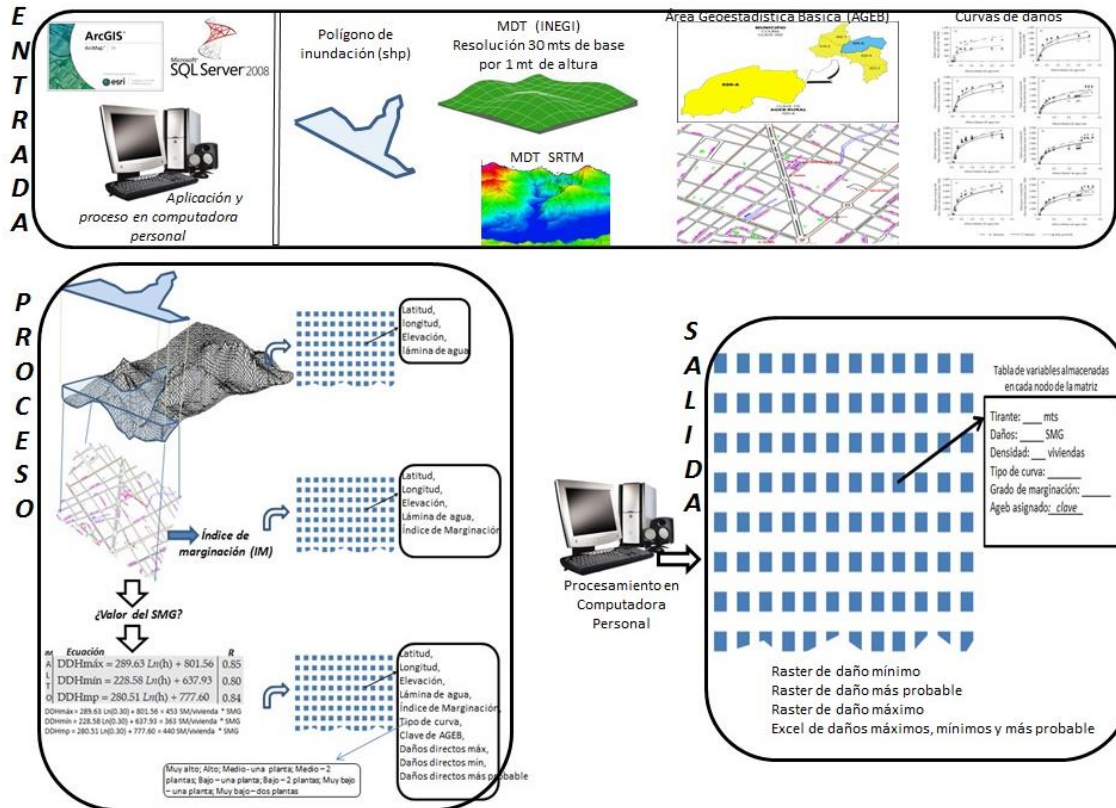 ENTRADA
ArcGIS
ArcMap
esri
Microsoft
SQL Server 2008
Aplicación y
proceso en computadora
personal
Polígono de
inundación (shp)
MDT (INEGI)
Resolución 30 mts de base
por 1 mt de altura
MDT SRTM
Área Geoestadística Basica (AGEB)
Curvas de danos
PROCESO
Latitud,
longitud,
Elevación,
lámina de agua
Índice de
marginación (IM)
Latitud,
Longitud,
Elevación,
Lámina de agua,
Índice de Marginación
¿Valor del SMG?
IM Ecuación R
ALTO
DDHmáx = 289.63 Ln(h) + 801.56 0.85
DDHmín = 228.58 Ln(h) + 637.93 0.80
DDHmp = 280.51 Ln(h) + 777.60 0.84
DDHmáx = 289.63 Ln(0.30) + 801.56 = 453 SM/vivienda * SMG
DDHmín = 228.58 Ln(0.30) + 637.93 = 363 SM/vivienda * SMG
DDHmp = 280.51 Ln(0.30) + 777.60 = 440 SM/vivienda * SMG
Latitud,
Longitud,
Elevación,
Lámina de agua,
Índice de Marginación,
Tipo de curva,
Clave de AGEB,
Daños directos máx,
Daños directos mín,
Daños directos más probable
Muy alto; Alto; Medio- una planta; Medio – 2
plantas; Bajo – una planta; Bajo – 2 plantas; Muy bajo
– una planta; Muy bajo– dos plantas
Procesamiento en
Computadora
Personal
SALIDA
Tabla de variables almacenadas
en cada nodo de la matriz
Tirante: ___ mts
Daños: ____ SMG
Densidad: __ viviendas
Tipo de curva: ______
Grado de marginación: _____
Ageb asignado: _clave_
Raster de daño mínimo
Raster de daño más probable
Raster de daño máximo
Excel de daños máximos, mínimos y más probable